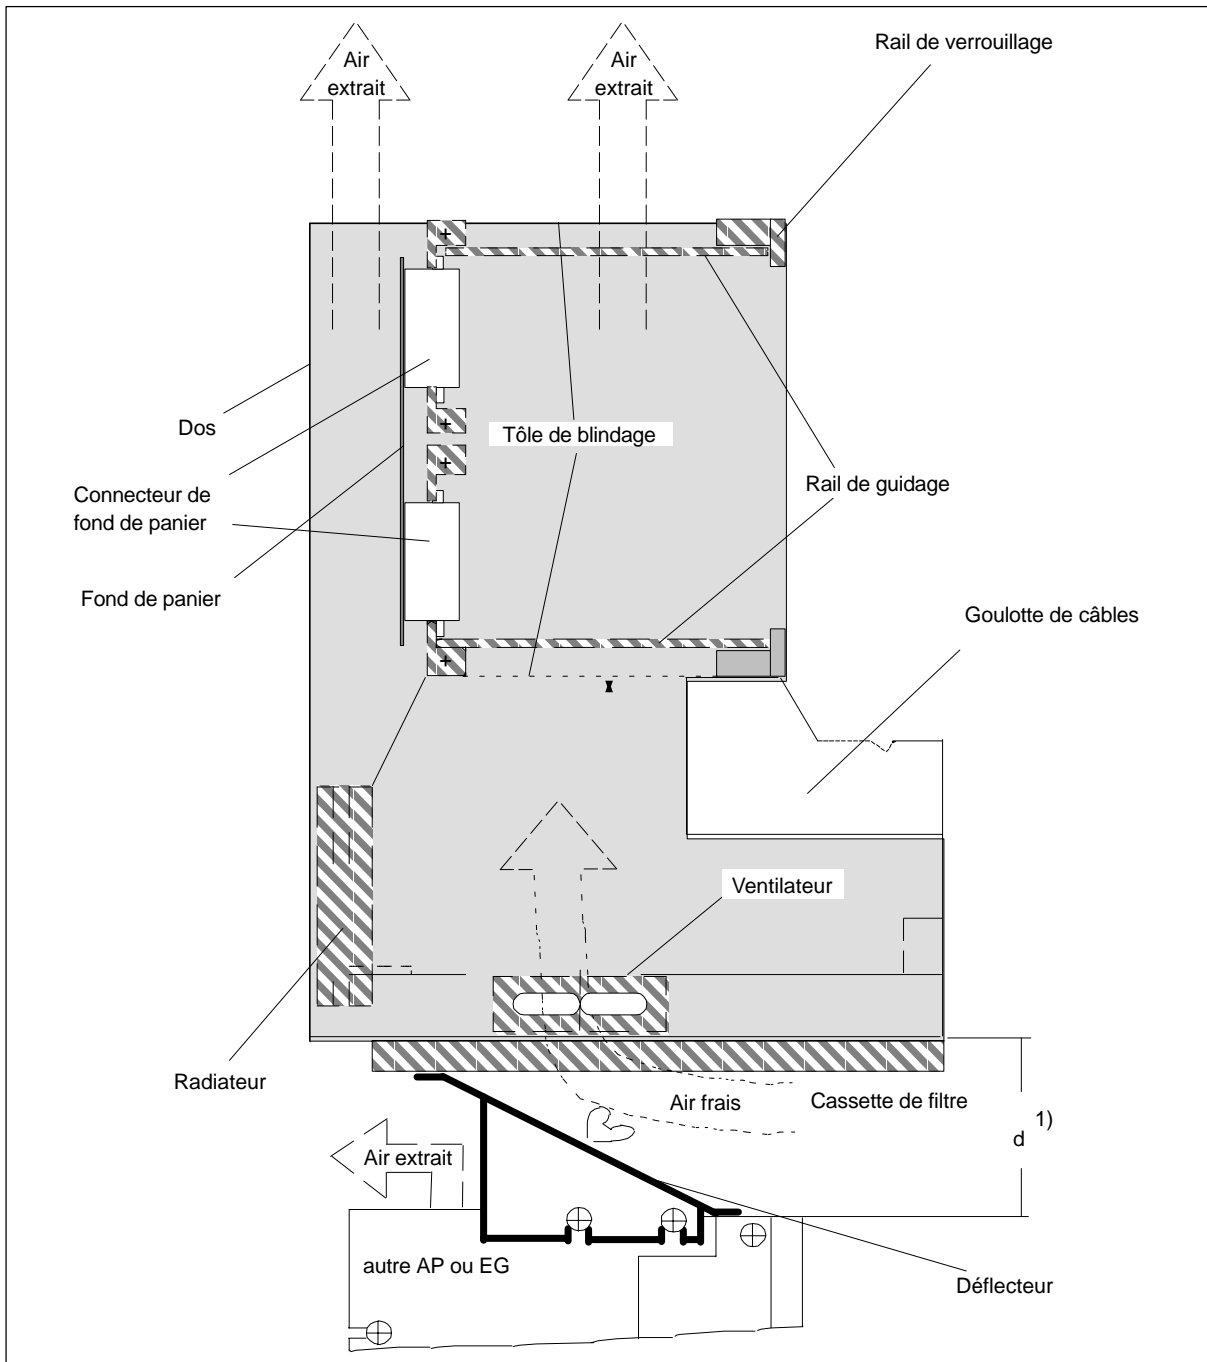 Air
extrait
Air
extrait
Rail de verrouillage
Dos
Tôle de blindage
Connecteur de
fond de panier
Rail de guidage
Fond de panier
Goulotte de câbles
Ventilateur
Radiateur
Air frais
Cassette de filtre
d 1)
Air extrait
autre AP ou EG
Déflecteur